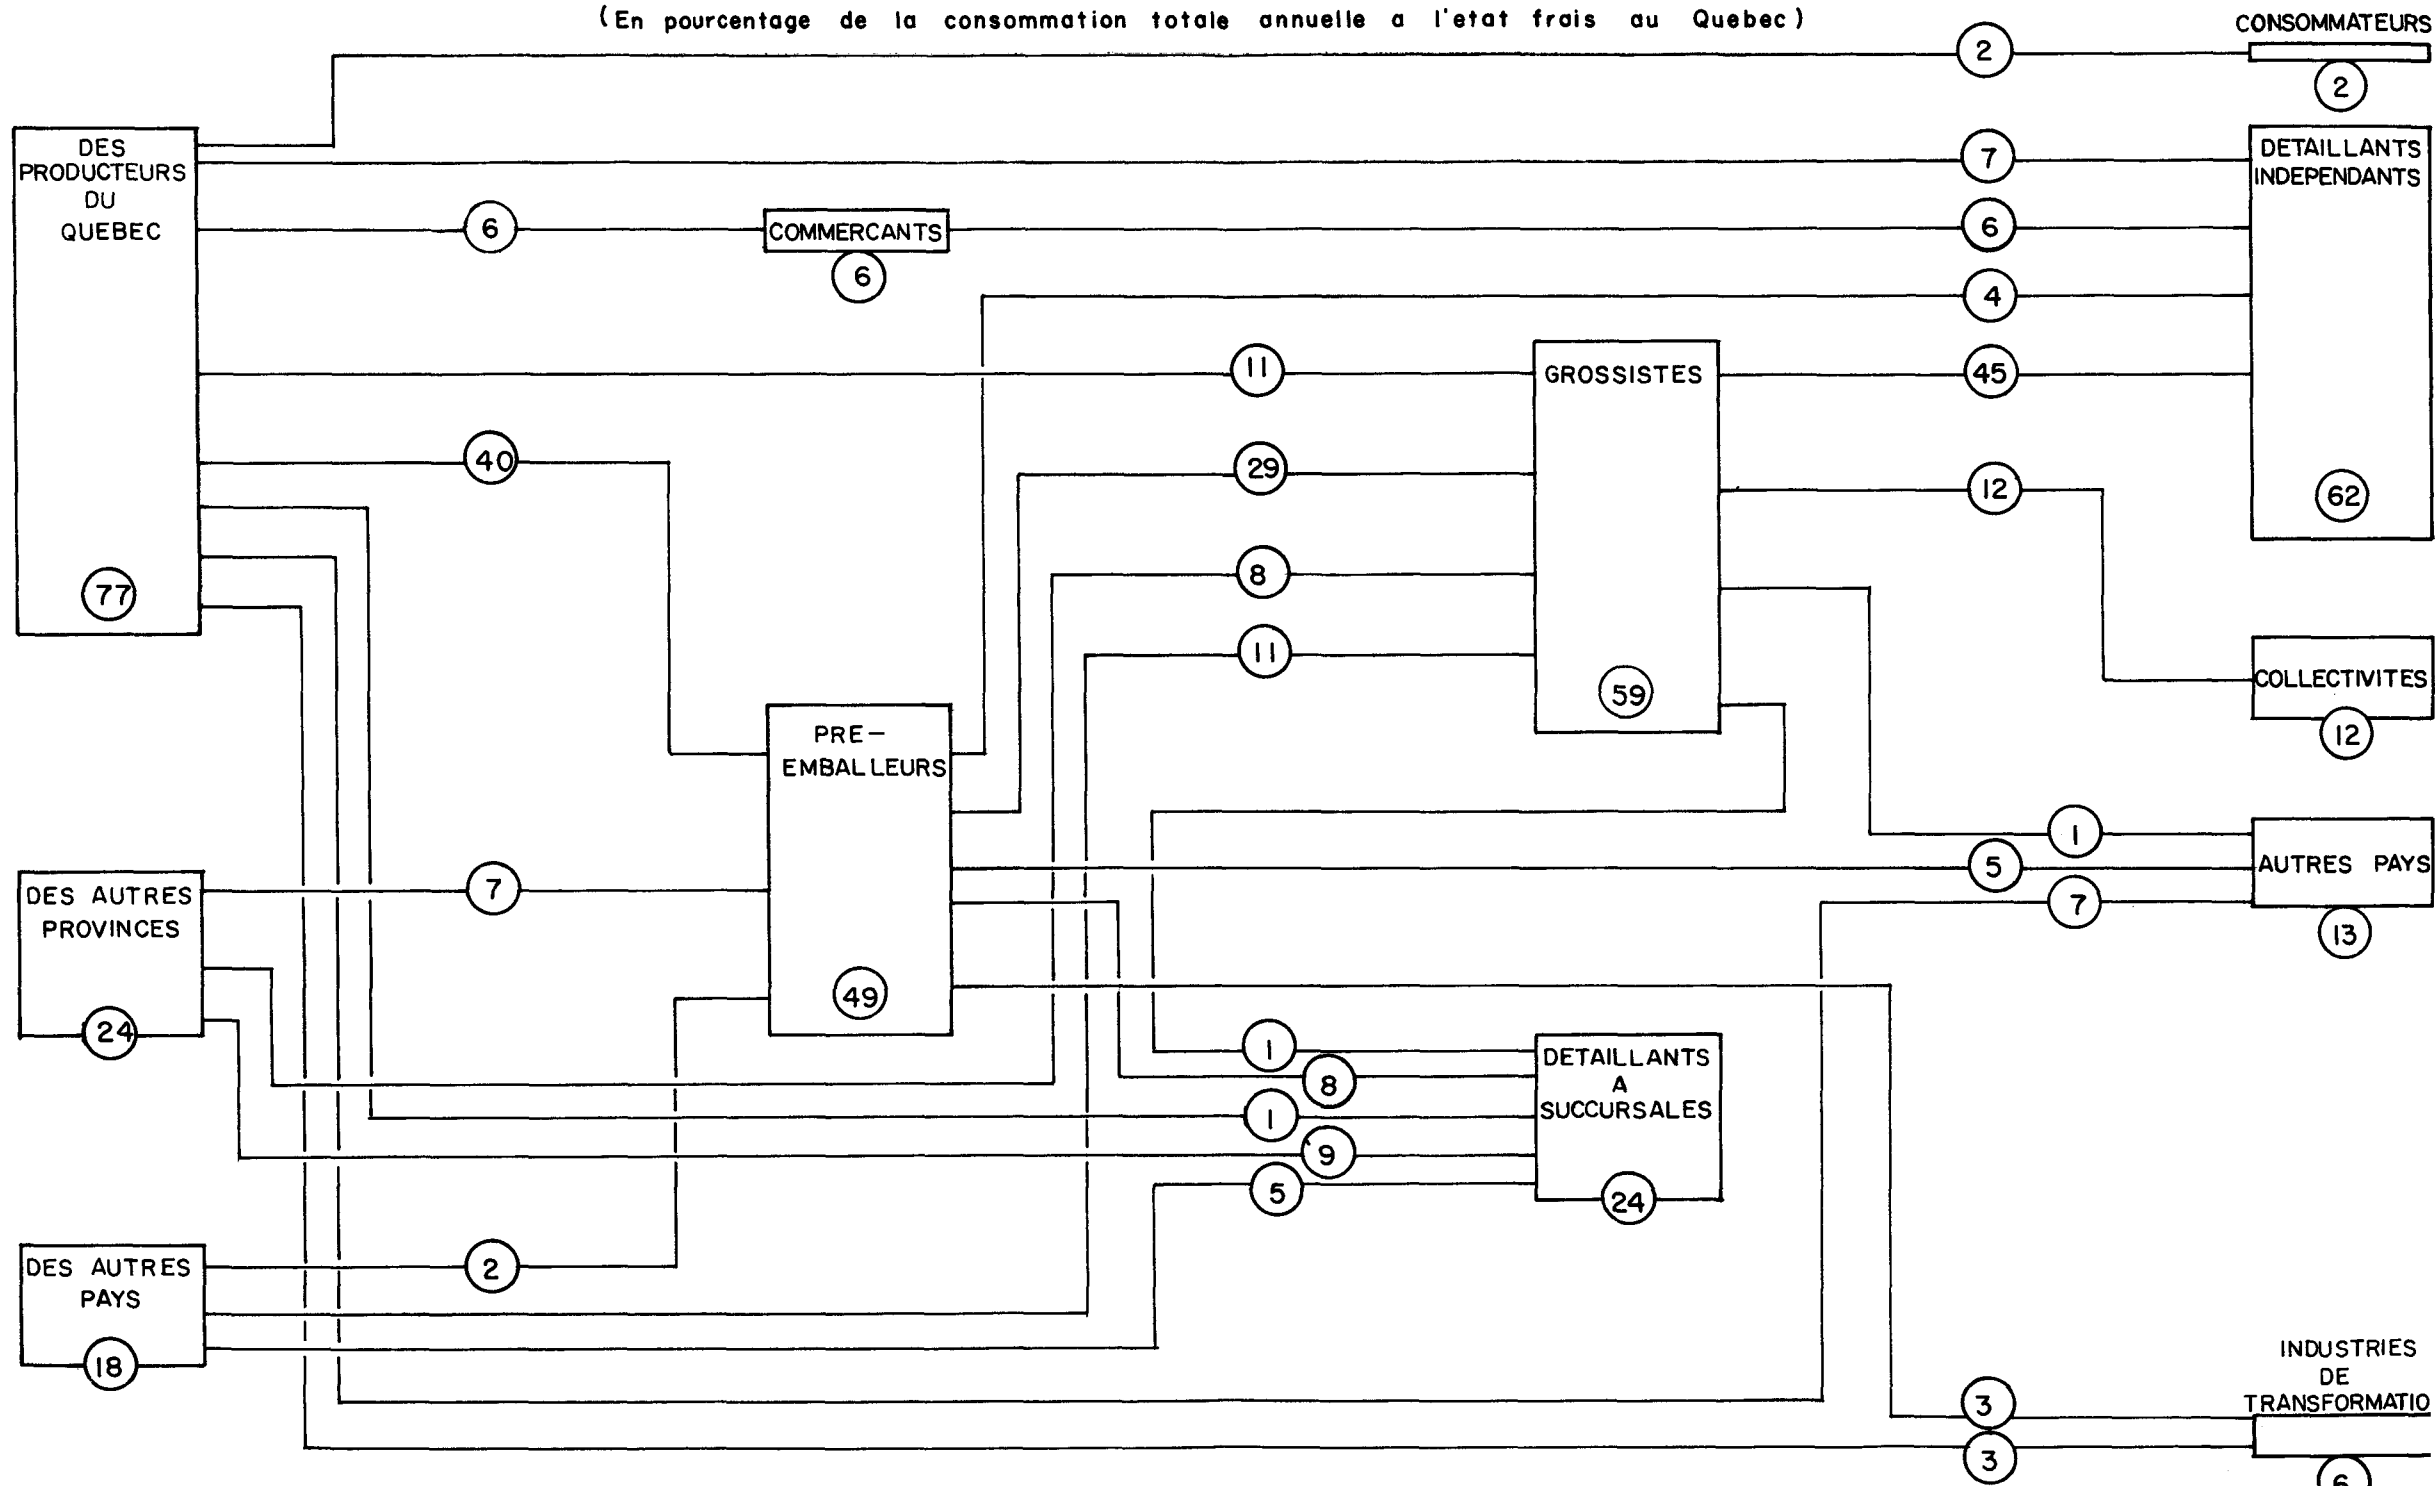 (En pourcentage de la consommation totale annuelle a l'etat frais au Quebec)
CONSOMMATEURS
2
2
DES
PRODUCTEURS
DU
QUEBEC
77
7
DETAILLANTS
INDEPENDANTS
62
6
COMMERCANTS
6
6
4
11
GROSSISTES
59
45
40
29
12
8
11
COLLECTIVITES
12
PRE-
EMBALLEURS
49
1
5
7
AUTRES PAYS
13
DES AUTRES
PROVINCES
24
7
1
8
1
9
5
DETAILLANTS
A
SUCCURSALES
24
DES AUTRES
PAYS
18
2
INDUSTRIES
DE
TRANSFORMATIO
3
3
6